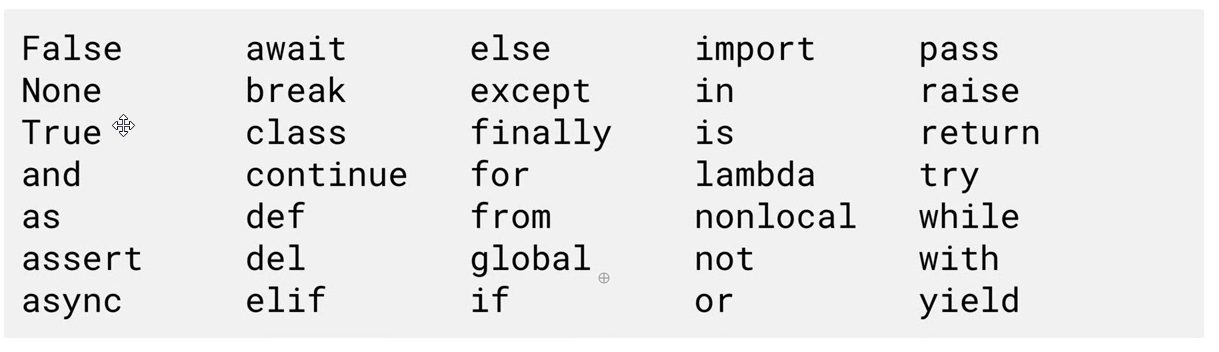 False await else import pass
None break except in raise
True class finally is return
and continue for lambda try
as def from nonlocal while
assert del global not with
async elif if or yield